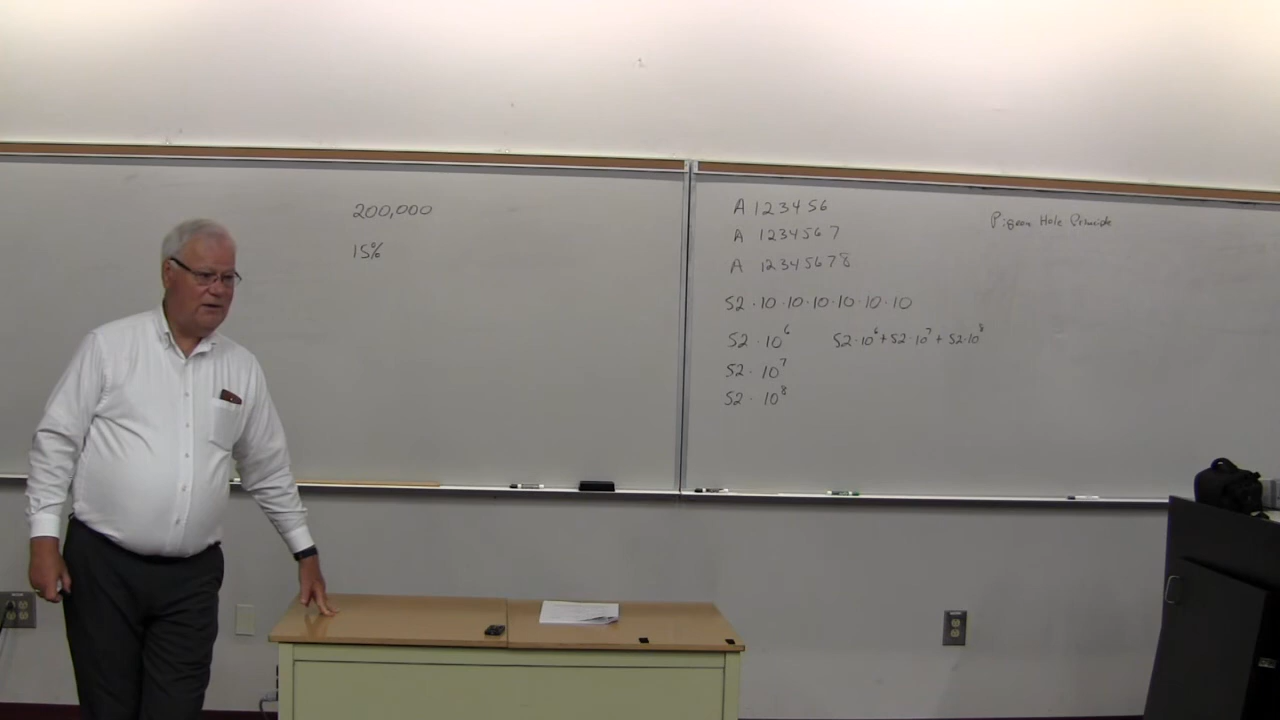 200,000
15%
A 123456
A 1234567
A 12345678
52 · 10 · 10 · 10 · 10 · 10 · 10
52 · 10⁶ 52 · 10⁶ + 52 · 10⁷ + 52 · 10⁸
52 · 10⁷
52 · 10⁸
Pigeon Hole Principle